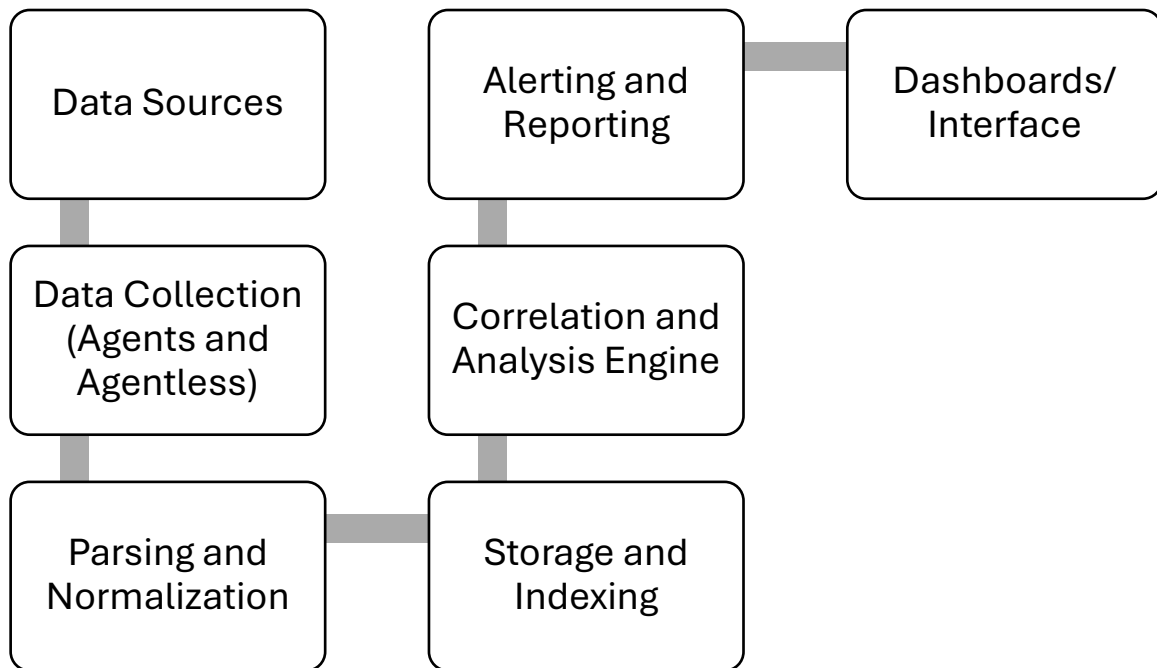 Data Sources
Data Collection
(Agents and
Agentless)
Parsing and
Normalization
Storage and
Indexing
Correlation and
Analysis Engine
Alerting and
Reporting
Dashboards/
Interface